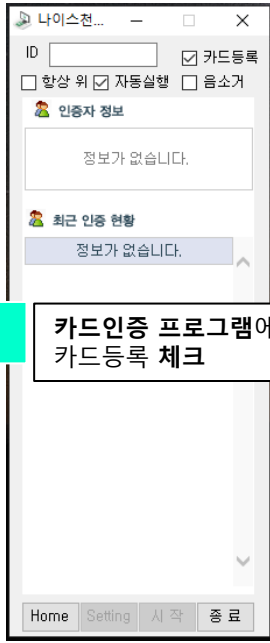 나이스천...
ID
카드등록
항상 위
자동실행
음소거
인증자 정보
정보가 없습니다.
최근 인증 현황
정보가 없습니다.
카드인증 프로그램에
카드등록 체크
Home Setting 시 작 종 료